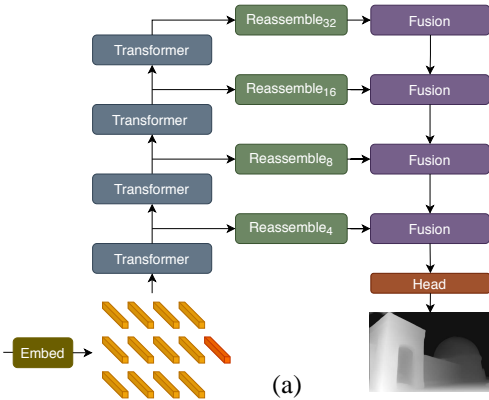 Reassemble32 Fusion
Transformer
Reassemble16 Fusion
Transformer
Reassemble8 Fusion
Transformer
Reassemble4 Fusion
Transformer
Head
Embed
(a)